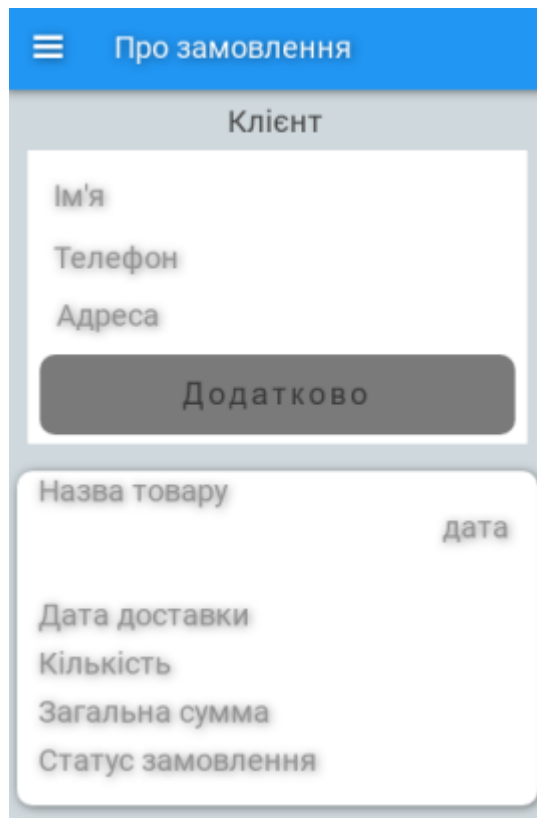 Про замовлення
Клієнт
Ім'я
Телефон
Адреса
Додатково
Назва товару
дата
Дата доставки
Кількість
Загальна сумма
Статус замовлення